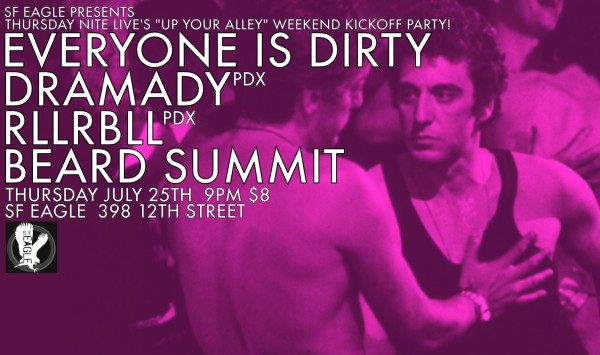 SF EAGLE PRESENTS
THURSDAY NITE LIVE'S "UP YOUR ALLEY" WEEKEND KICKOFF PARTY!
EVERYONE IS DIRTY
DRAMADY PDX
RLLRBLL PDX
BEARD SUMMIT
THURSDAY JULY 25TH 9PM $8
SF EAGLE 398 12TH STREET
EAGLE